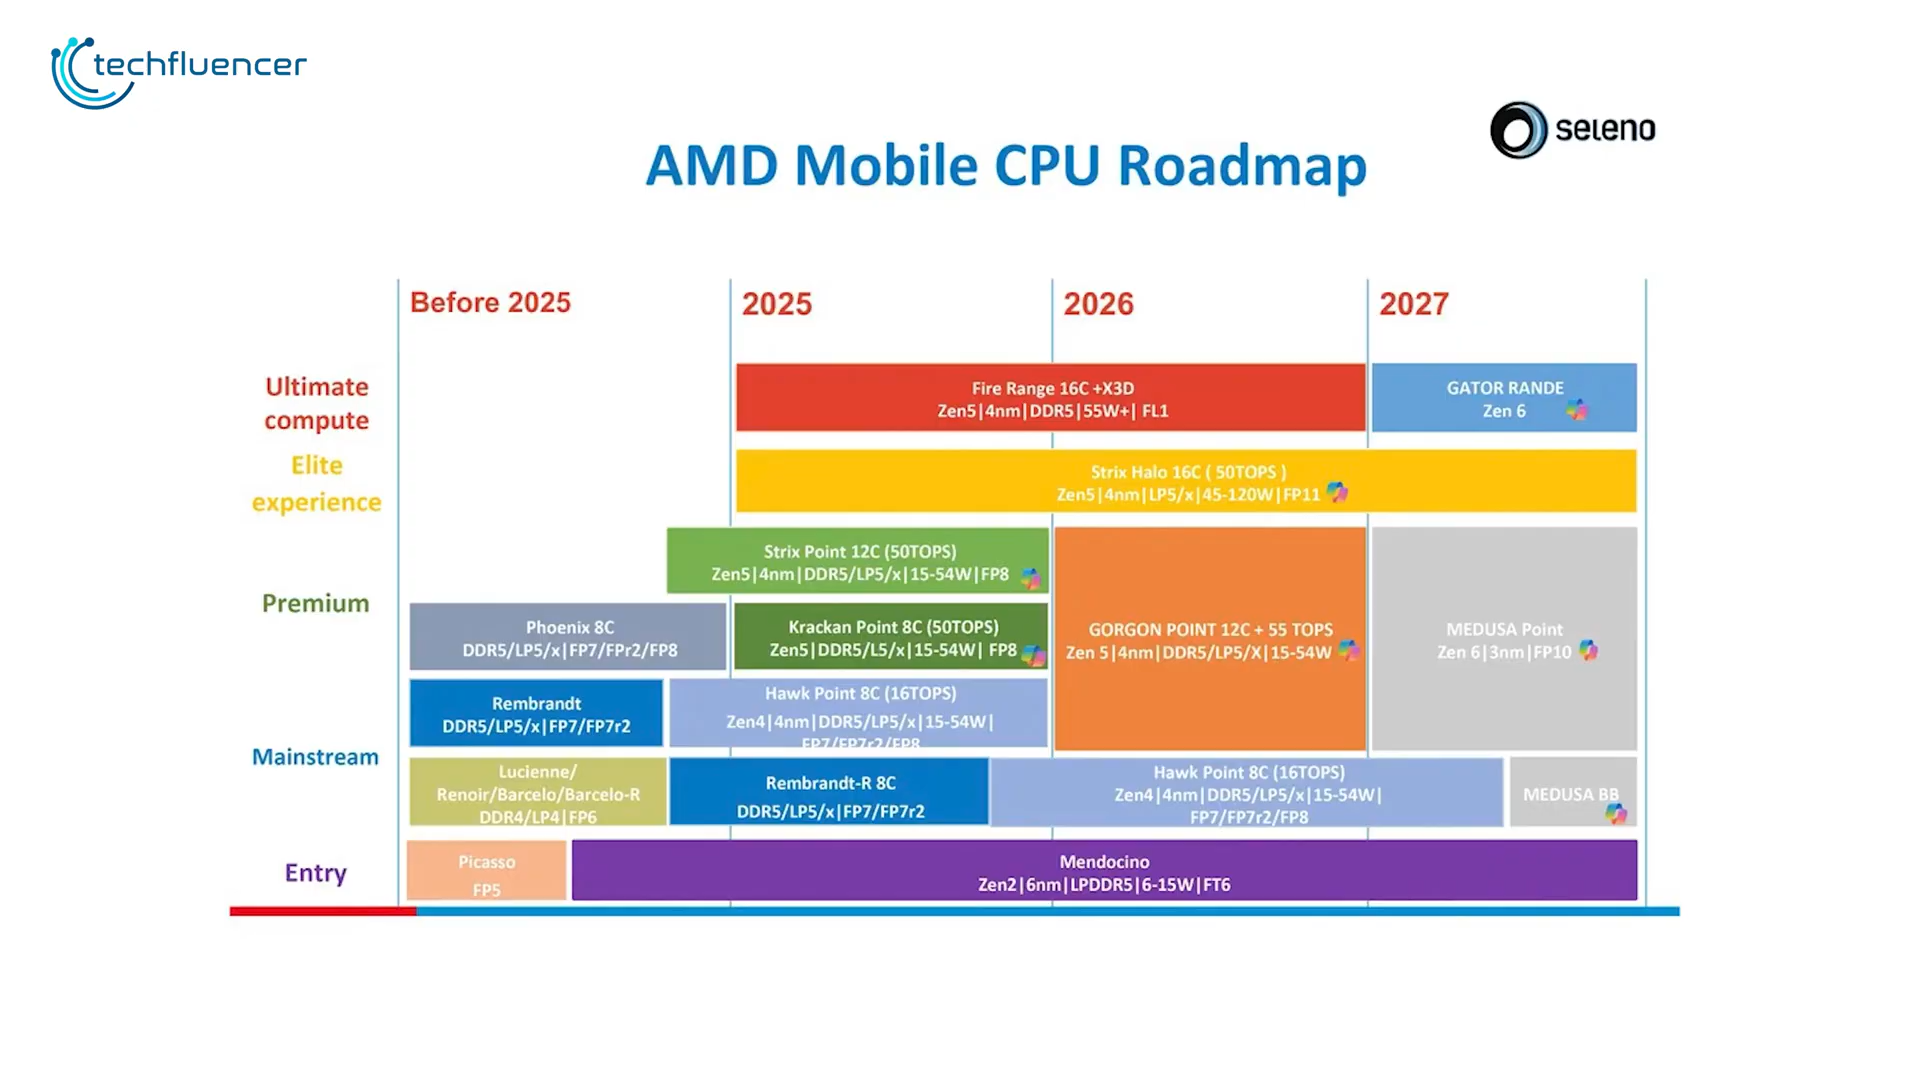 techfluencer
seleno
AMD Mobile CPU Roadmap
Before 2025
2025
2026
2027
Ultimate
compute
Fire Range 16C +X3D
Zen5|4nm|DDR5|55W+| FL1
GATOR RANDE
Zen 6
Elite
experience
Strix Halo 16C ( 50TOPS )
Zen5|4nm|LP5/x|45-120W|FP11
Premium
Strix Point 12C (50TOPS)
Zen5|4nm|DDR5/LP5/x|15-54W|FP8
Phoenix 8C
DDR5/LP5/x|FP7/FPr2/FP8
Krackan Point 8C (50TOPS)
Zen5|DDR5/L5/x|15-54W| FP8
GORGON POINT 12C + 55 TOPS
Zen 5|4nm|DDR5/LP5/X|15-54W
MEDUSA Point
Zen 6|3nm|FP10
Mainstream
Rembrandt
DDR5/LP5/x|FP7/FP7r2
Hawk Point 8C (16TOPS)
Zen4|4nm|DDR5/LP5/x|15-54W|
FP7/FP7r2/FP8
Lucienne/
Renoir/Barcelo/Barcelo-R
DDR4/LP4|FP6
Rembrandt-R 8C
DDR5/LP5/x|FP7/FP7r2
Hawk Point 8C (16TOPS)
Zen4|4nm|DDR5/LP5/x|15-54W|
FP7/FP7r2/FP8
MEDUSA BB
Entry
Picasso
FP5
Mendocino
Zen2|6nm|LPDDR5|6-15W|FT6